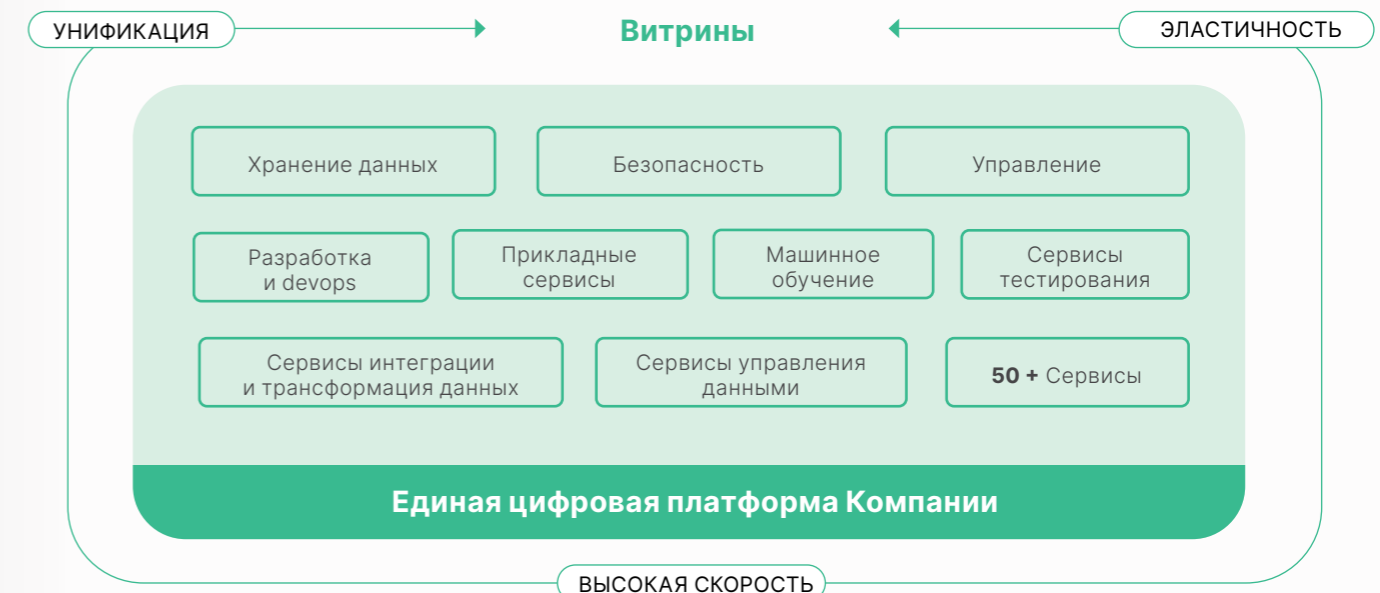 УНИФИКАЦИЯ
Витрины
ЭЛАСТИЧНОСТЬ
Хранение данных
Безопасность
Управление
Разработка
и devops
Прикладные
сервисы
Машинное
обучение
Сервисы
тестирования
Сервисы интеграции
и трансформация данных
Сервисы управления
данными
50 + Сервисы
Единая цифровая платформа Компании
ВЫСОКАЯ СКОРОСТЬ